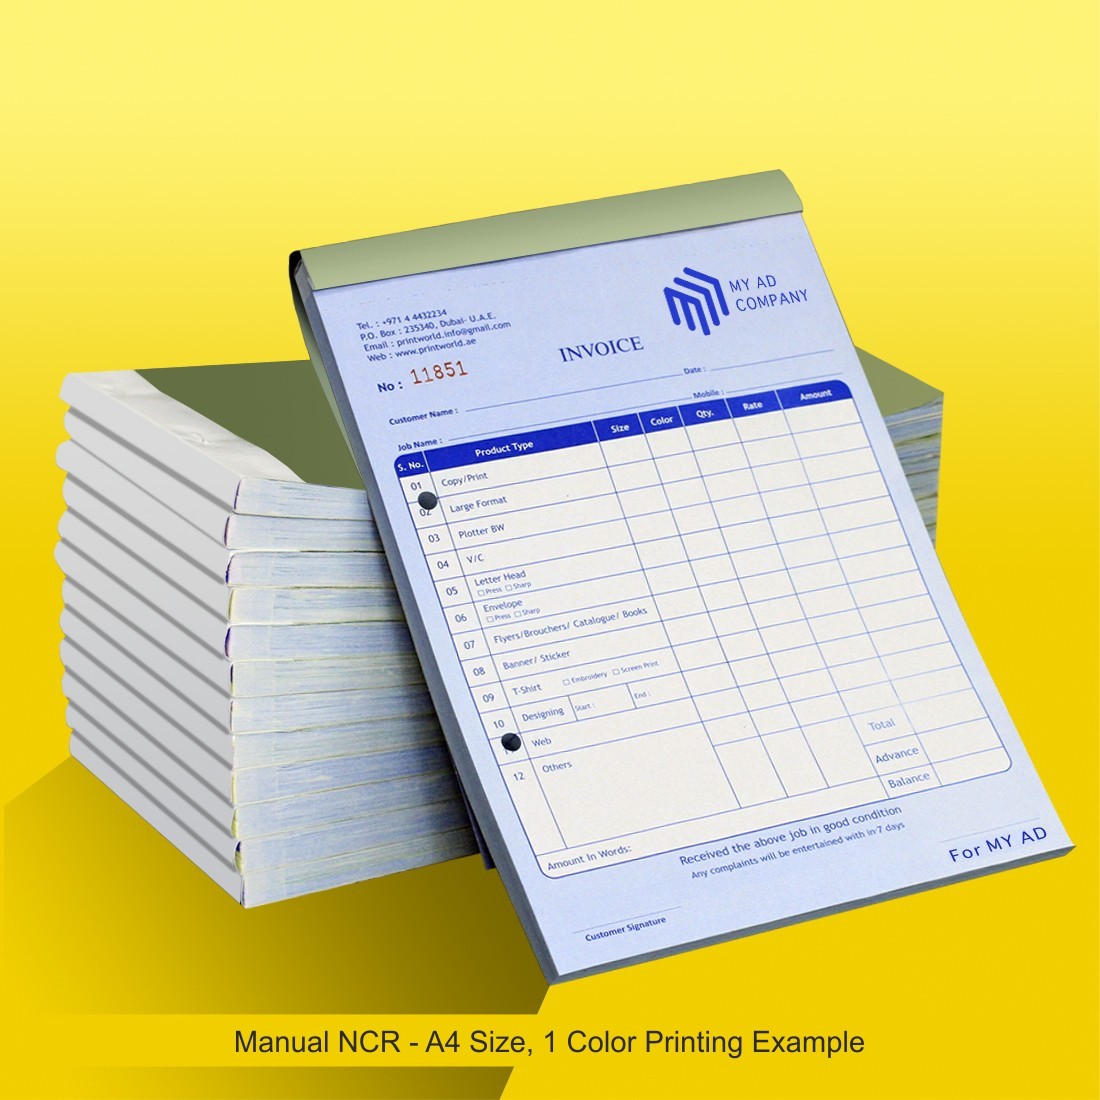 Tel. : +971 4 4432234
P.O. Box : 235340, Dubai- U.A.E.
Email : printworld.info@gmail.com
Web : www.printworld.ae
MY AD
COMPANY
INVOICE
No : 11851
Date :
Customer Name :
Mobile :
Job Name :
S. No. Product Type Size Color Qty. Rate Amount
01 Copy/Print
02 Large Format
03 Plotter BW
04 V/C
05 Letter Head
☐ Press ☐ Sharp
06 Envelope
☐ Press ☐ Sharp
07 Flyers/Brouchers/ Catalogue/ Books
08 Banner/ Sticker
09 T-Shirt ☐ Embroidery ☐ Screen Print
10 Designing Start : End :
Web
12 Others
Total
Advance
Balance
Amount In Words:
Received the above job in good condition
Any complaints will be entertained with in 7 days
For MY AD
Customer Signature
Manual NCR - A4 Size, 1 Color Printing Example